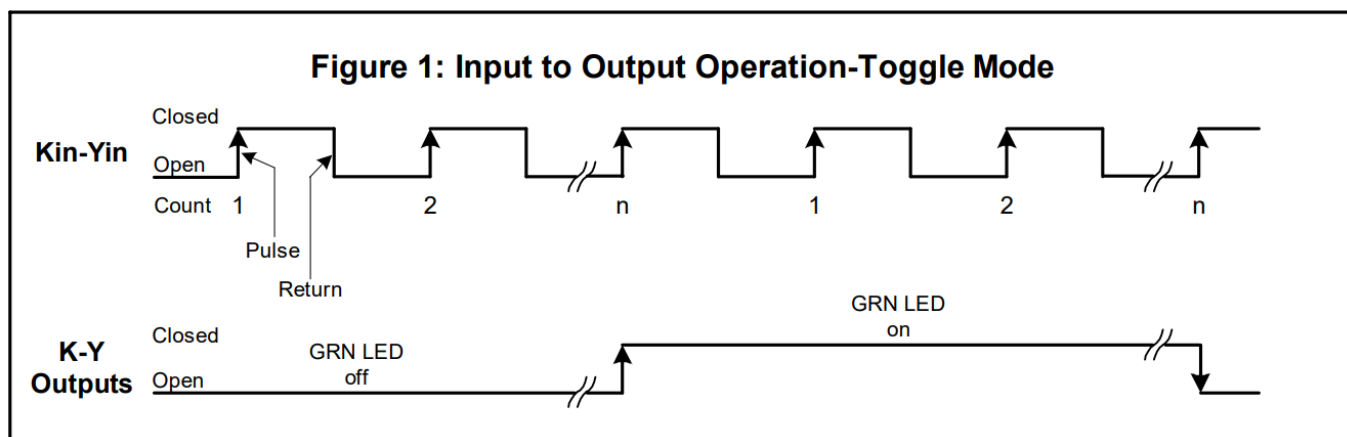 Figure 1: Input to Output Operation-Toggle Mode
Closed
Kin-Yin
Open
Count 1 2 n 1 2 n
Pulse
Return
GRN LED
on
Closed
K-Y
GRN LED
Outputs
Open
off